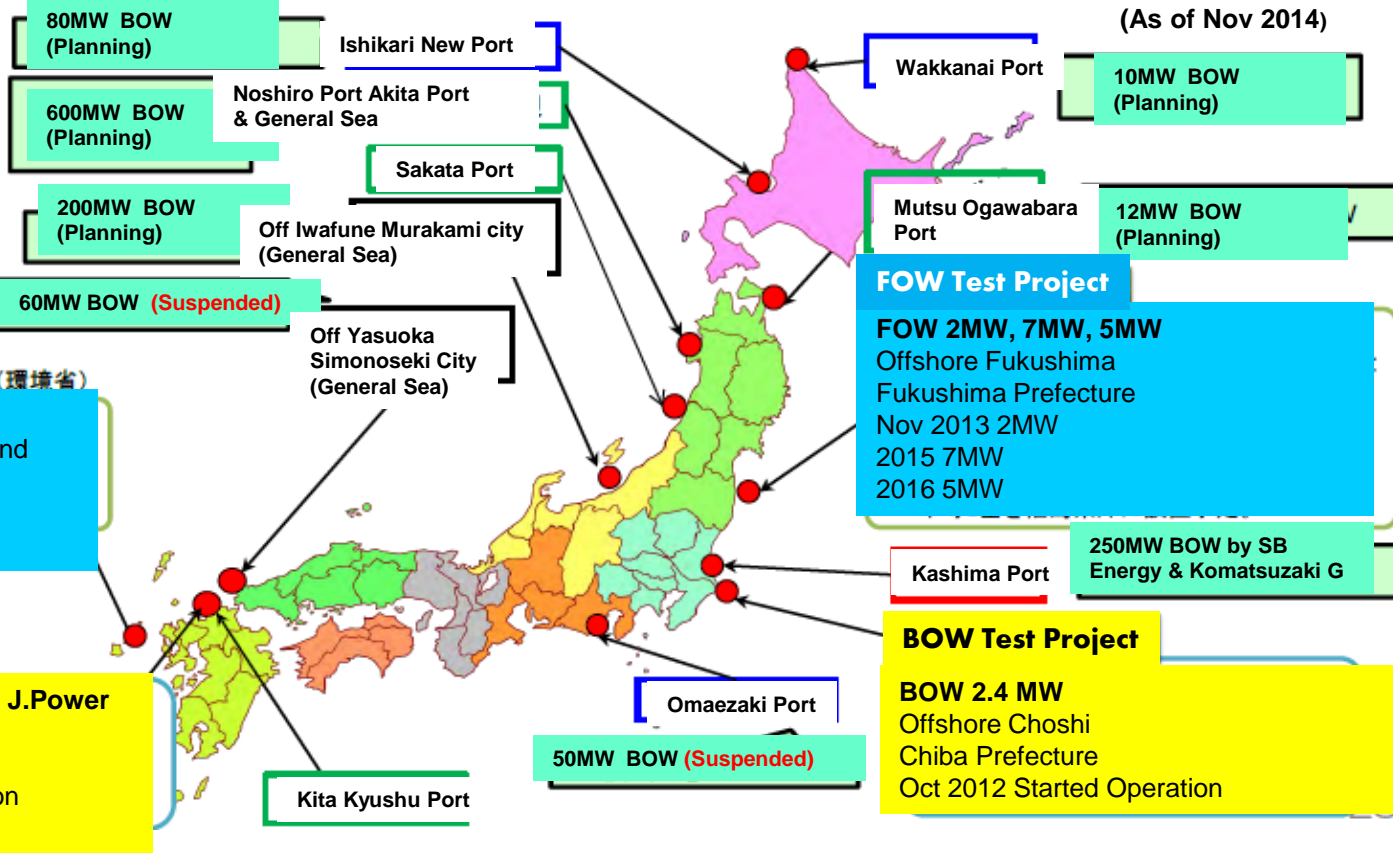 (As of Nov 2014)
80MW BOW
(Planning)
Ishikari New Port
Wakkanai Port
10MW BOW
(Planning)
600MW BOW
(Planning)
Noshiro Port Akita Port
& General Sea
Sakata Port
200MW BOW
(Planning)
Off Iwafune Murakami city
(General Sea)
Mutsu Ogawabara
Port
12MW BOW
(Planning)
60MW BOW (Suspended)
Off Yasuoka
Simonoseki City
(General Sea)
FOW Test Project
FOW 2MW, 7MW, 5MW
Offshore Fukushima
Fukushima Prefecture
Nov 2013 2MW
2015 7MW
2016 5MW
(環境省)
nd
Kashima Port
250MW BOW by SB
Energy & Komatsuzaki G
BOW Test Project
BOW 2.4 MW
Offshore Choshi
Chiba Prefecture
Oct 2012 Started Operation
J.Power
on
Omaezaki Port
50MW BOW (Suspended)
Kita Kyushu Port